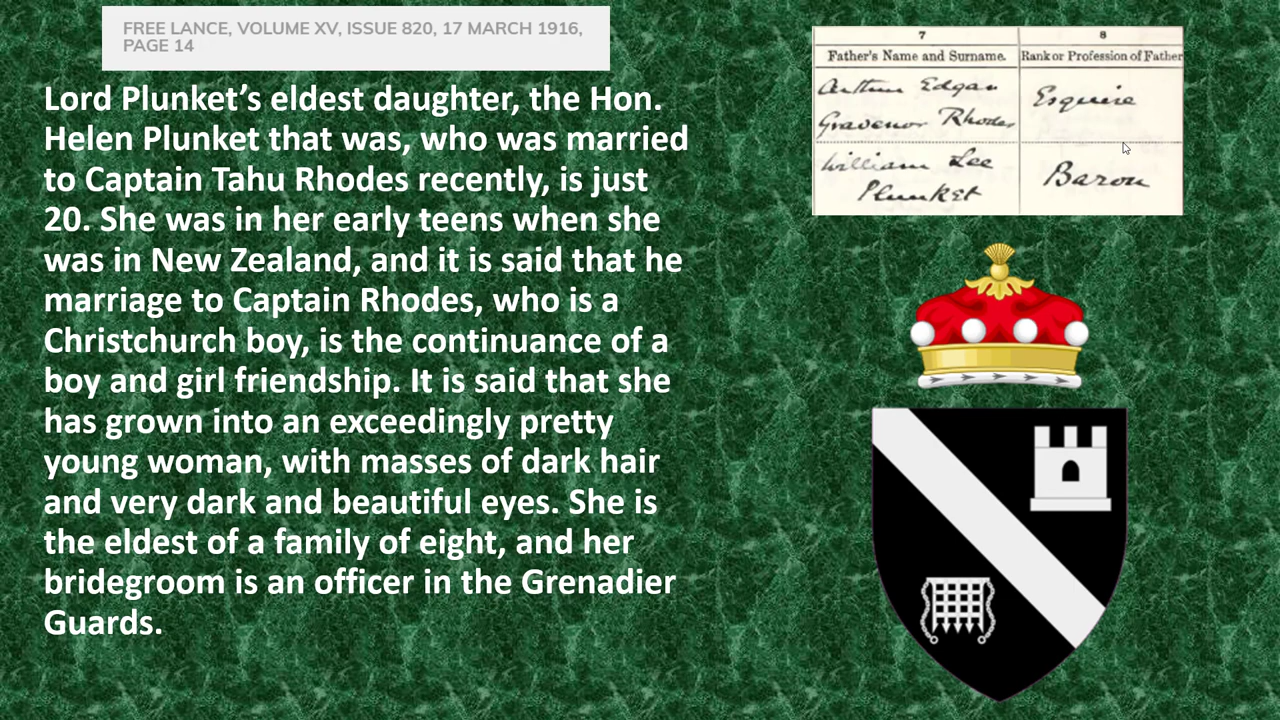 FREE LANCE, VOLUME XV, ISSUE 820, 17 MARCH 1916,
PAGE 14
Lord Plunket’s eldest daughter, the Hon.
Helen Plunket that was, who was married
to Captain Tahu Rhodes recently, is just
20. She was in her early teens when she
was in New Zealand, and it is said that he
marriage to Captain Rhodes, who is a
Christchurch boy, is the continuance of a
boy and girl friendship. It is said that she
has grown into an exceedingly pretty
young woman, with masses of dark hair
and very dark and beautiful eyes. She is
the eldest of a family of eight, and her
bridegroom is an officer in the Grenadier
Guards.
7 8
Father's Name and Surname. Rank or Profession of Father
Arthur Edgar
Gravenor Rhodes
Esquire
William Lee
Plunket
Baron